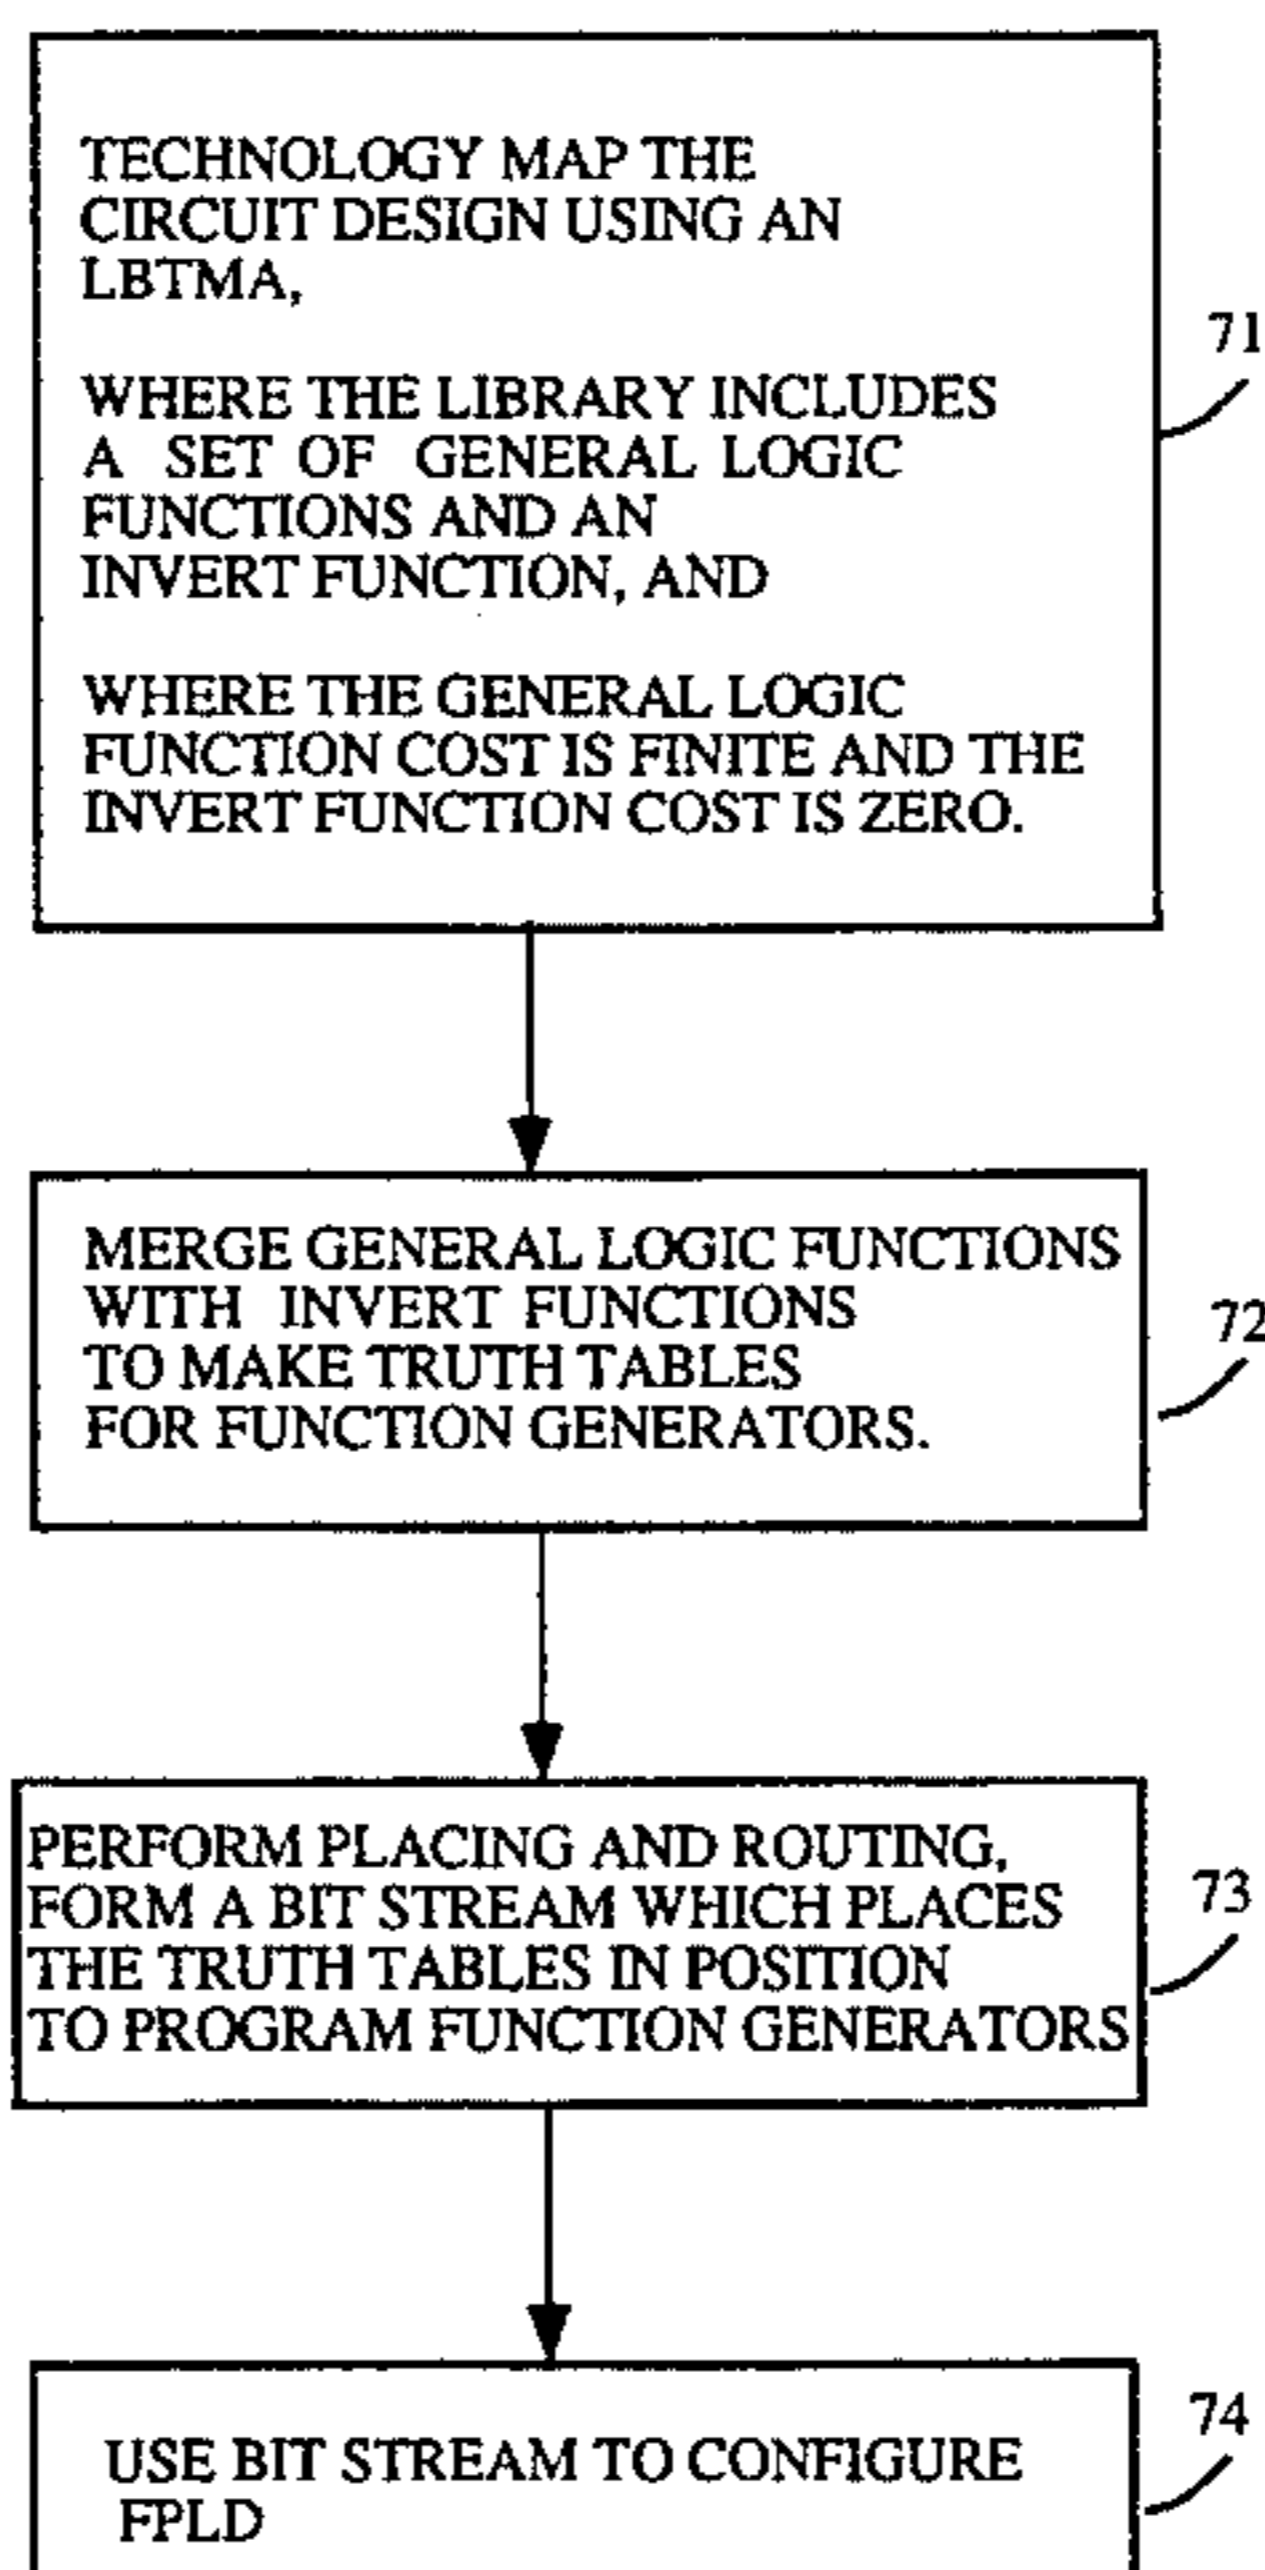 TECHNOLOGY MAP THE
CIRCUIT DESIGN USING AN
LBTMA,
WHERE THE LIBRARY INCLUDES
A SET OF GENERAL LOGIC
FUNCTIONS AND AN
INVERT FUNCTION, AND
WHERE THE GENERAL LOGIC
FUNCTION COST IS FINITE AND THE
INVERT FUNCTION COST IS ZERO.
71
MERGE GENERAL LOGIC FUNCTIONS
WITH INVERT FUNCTIONS
TO MAKE TRUTH TABLES
FOR FUNCTION GENERATORS.
72
PERFORM PLACING AND ROUTING,
FORM A BIT STREAM WHICH PLACES
THE TRUTH TABLES IN POSITION
TO PROGRAM FUNCTION GENERATORS
73
USE BIT STREAM TO CONFIGURE
FPLD
74